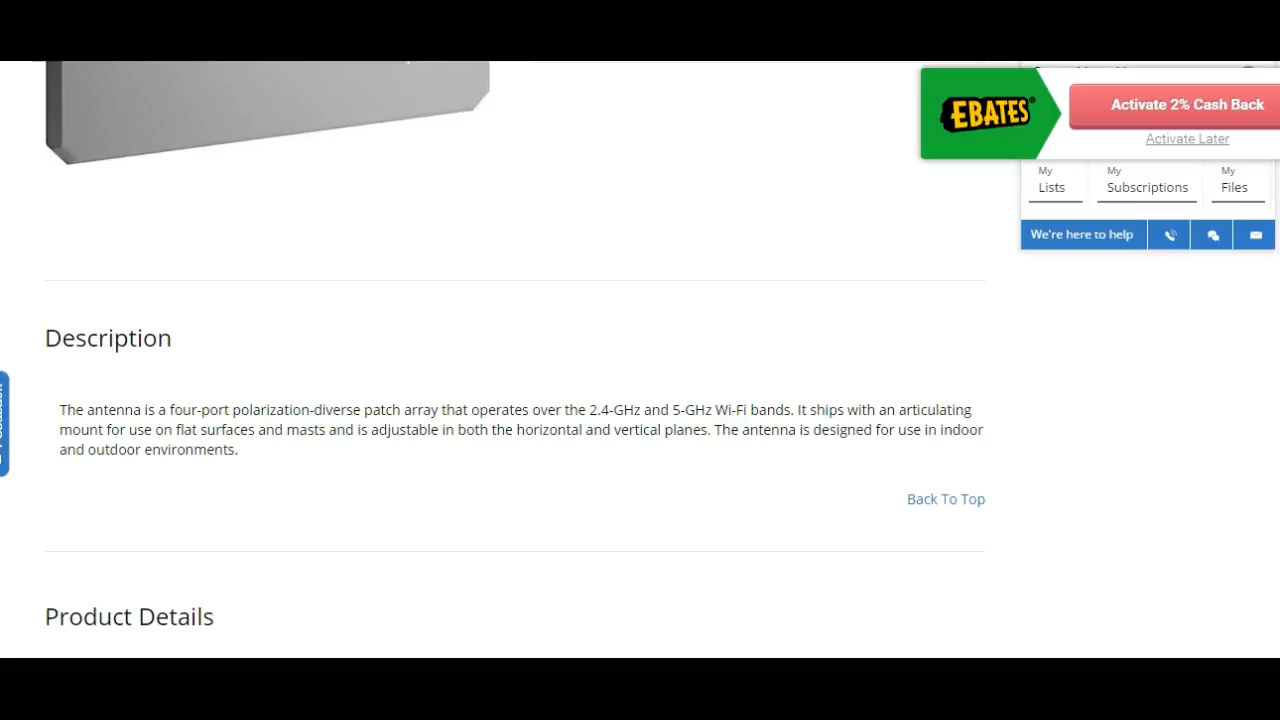 EBATES®
Activate 2% Cash Back
Activate Later
My
Lists
My
Subscriptions
My
Files
We're here to help
Description
The antenna is a four-port polarization-diverse patch array that operates over the 2.4-GHz and 5-GHz Wi-Fi bands. It ships with an articulating
mount for use on flat surfaces and masts and is adjustable in both the horizontal and vertical planes. The antenna is designed for use in indoor
and outdoor environments.
Back To Top
Product Details